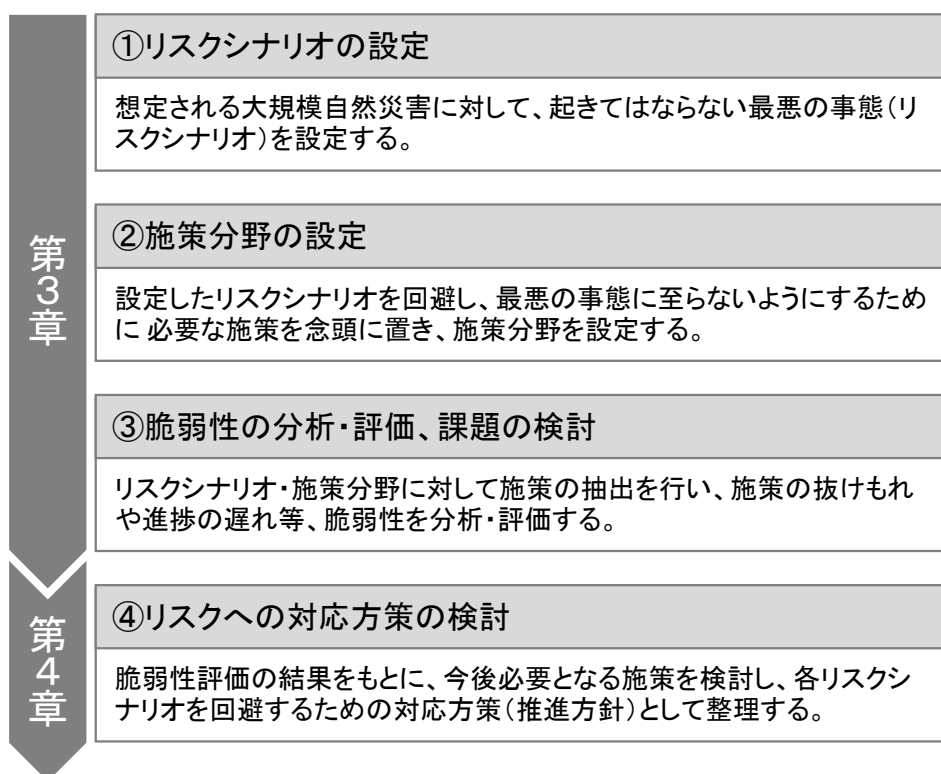 第3章
①リスクシナリオの設定
想定される大規模自然災害に対して、起きてはならない最悪の事態（リ
スクシナリオ）を設定する。
②施策分野の設定
設定したリスクシナリオを回避し、最悪の事態に至らないようにするため
に 必要な施策を念頭に置き、施策分野を設定する。
③脆弱性の分析・評価、課題の検討
リスクシナリオ・施策分野に対して施策の抽出を行い、施策の抜けもれ
や進捗の遅れ等、脆弱性を分析・評価する。
第4章
④リスクへの対応方策の検討
脆弱性評価の結果をもとに、今後必要となる施策を検討し、各リスクシ
ナリオを回避するための対応方策（推進方針）として整理する。